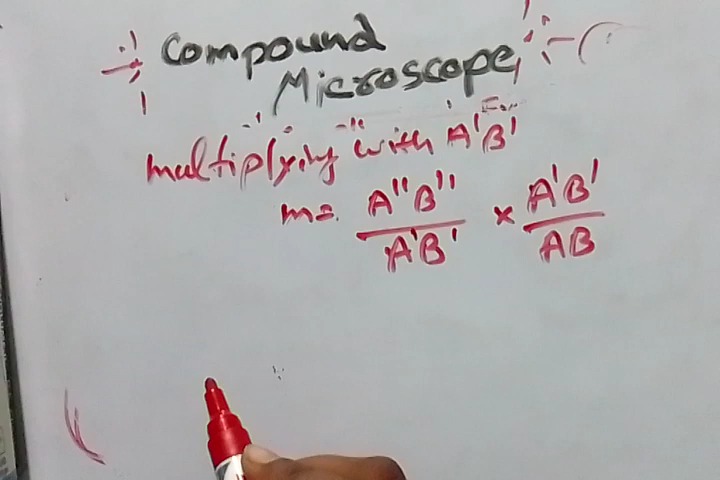 Compound
Microscope
multiplying with A'B'
m = A''B'' / A'B' × A'B' / AB